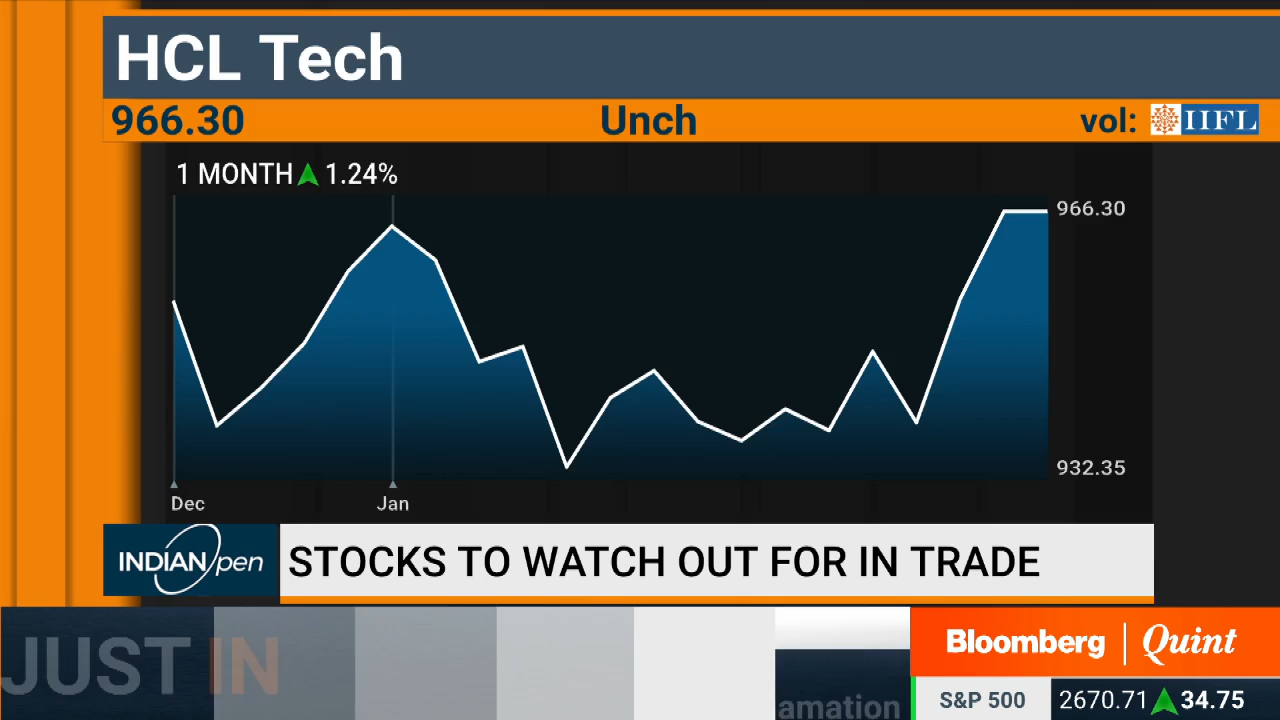 HCL Tech
966.30 Unch vol: IIFL
1 MONTH 1.24%
966.30
932.35
Dec Jan
INDIAN Open STOCKS TO WATCH OUT FOR IN TRADE
JUST IN
Bloomberg | Quint
amation
S&P 500 2670.71 34.75